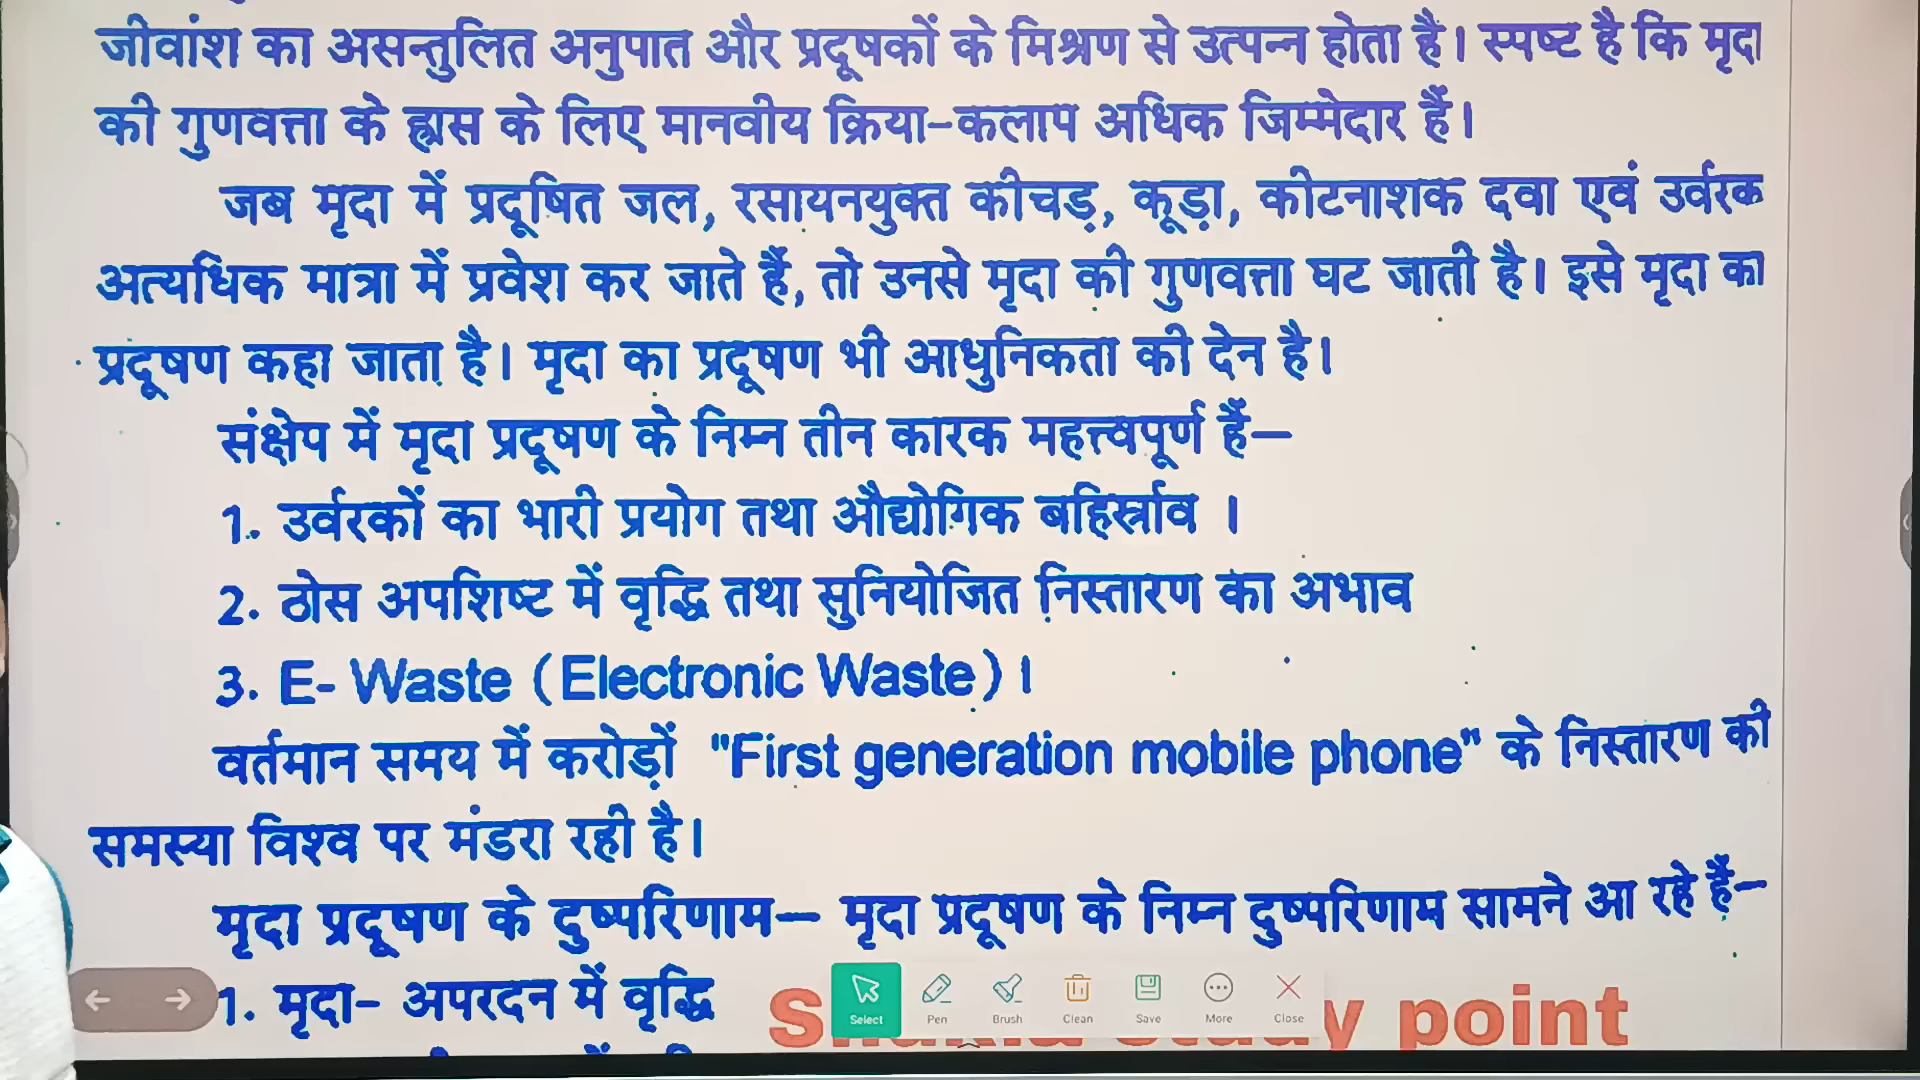 जीवांश का असन्तुलित अनुपात और प्रदूषकों के मिश्रण से उत्पन्न होता है। स्पष्ट है कि मृदा
की गुणवत्ता के ह्रास के लिए मानवीय क्रिया-कलाप अधिक जिम्मेदार हैं।
जब मृदा में प्रदूषित जल, रसायनयुक्त कीचड़, कूड़ा, कीटनाशक दवा एवं उर्वरक
अत्यधिक मात्रा में प्रवेश कर जाते हैं, तो उनसे मृदा की गुणवत्ता घट जाती है। इसे मृदा का
प्रदूषण कहा जाता है। मृदा का प्रदूषण भी आधुनिकता की देन है।
संक्षेप में मृदा प्रदूषण के निम्न तीन कारक महत्त्वपूर्ण हैं—
1. उर्वरकों का भारी प्रयोग तथा औद्योगिक बहिर्स्राव ।
2. ठोस अपशिष्ट में वृद्धि तथा सुनियोजित निस्तारण का अभाव
3. E- Waste (Electronic Waste)।
वर्तमान समय में करोड़ों "First generation mobile phone" के निस्तारण की
समस्या विश्व पर मंडरा रही है।
मृदा प्रदूषण के दुष्परिणाम— मृदा प्रदूषण के निम्न दुष्परिणाम सामने आ रहे हैं—
1. मृदा- अपरदन में वृद्धि
point
Select Pen Brush Clean Save More Close